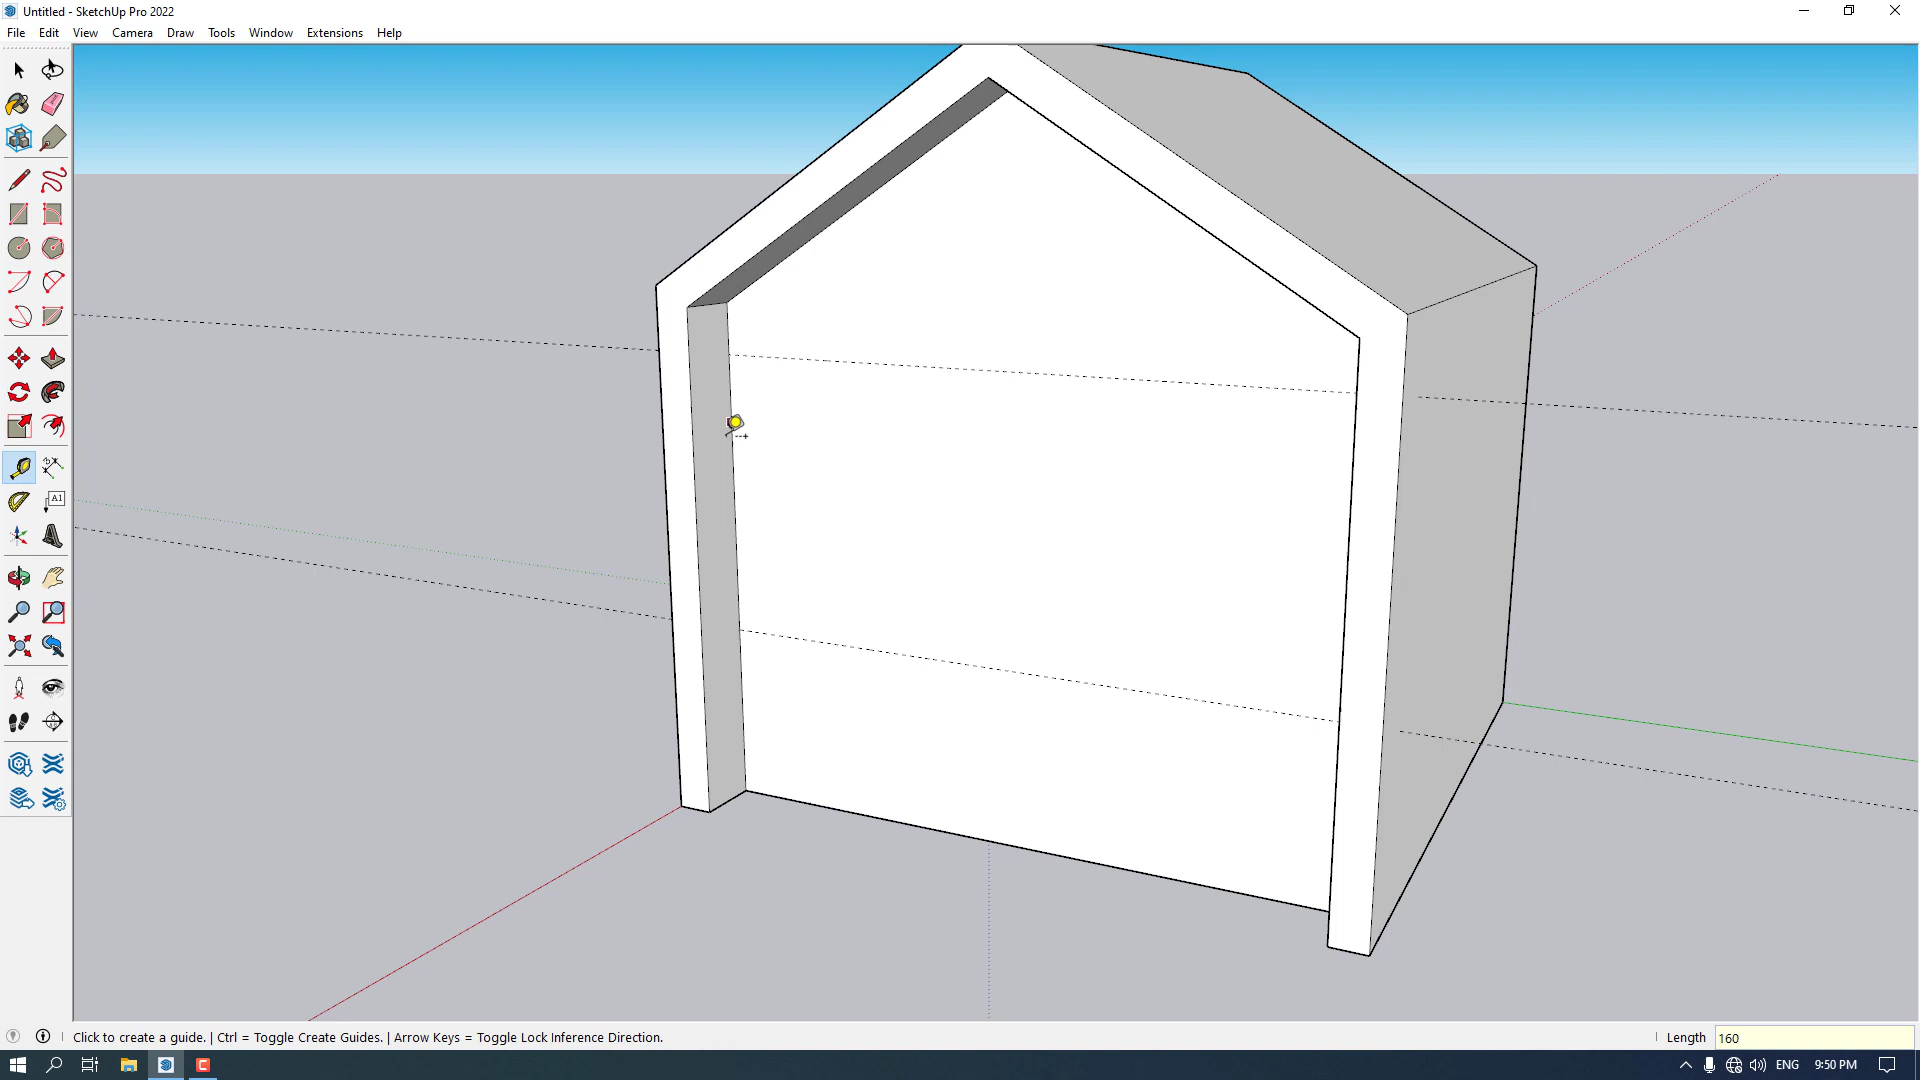 Untitled - SketchUp Pro 2022
File Edit View Camera Draw Tools Window Extensions Help
A1
Click to create a guide. | Ctrl = Toggle Create Guides. | Arrow Keys = Toggle Lock Inference Direction.
Length 160
ENG 9:50 PM